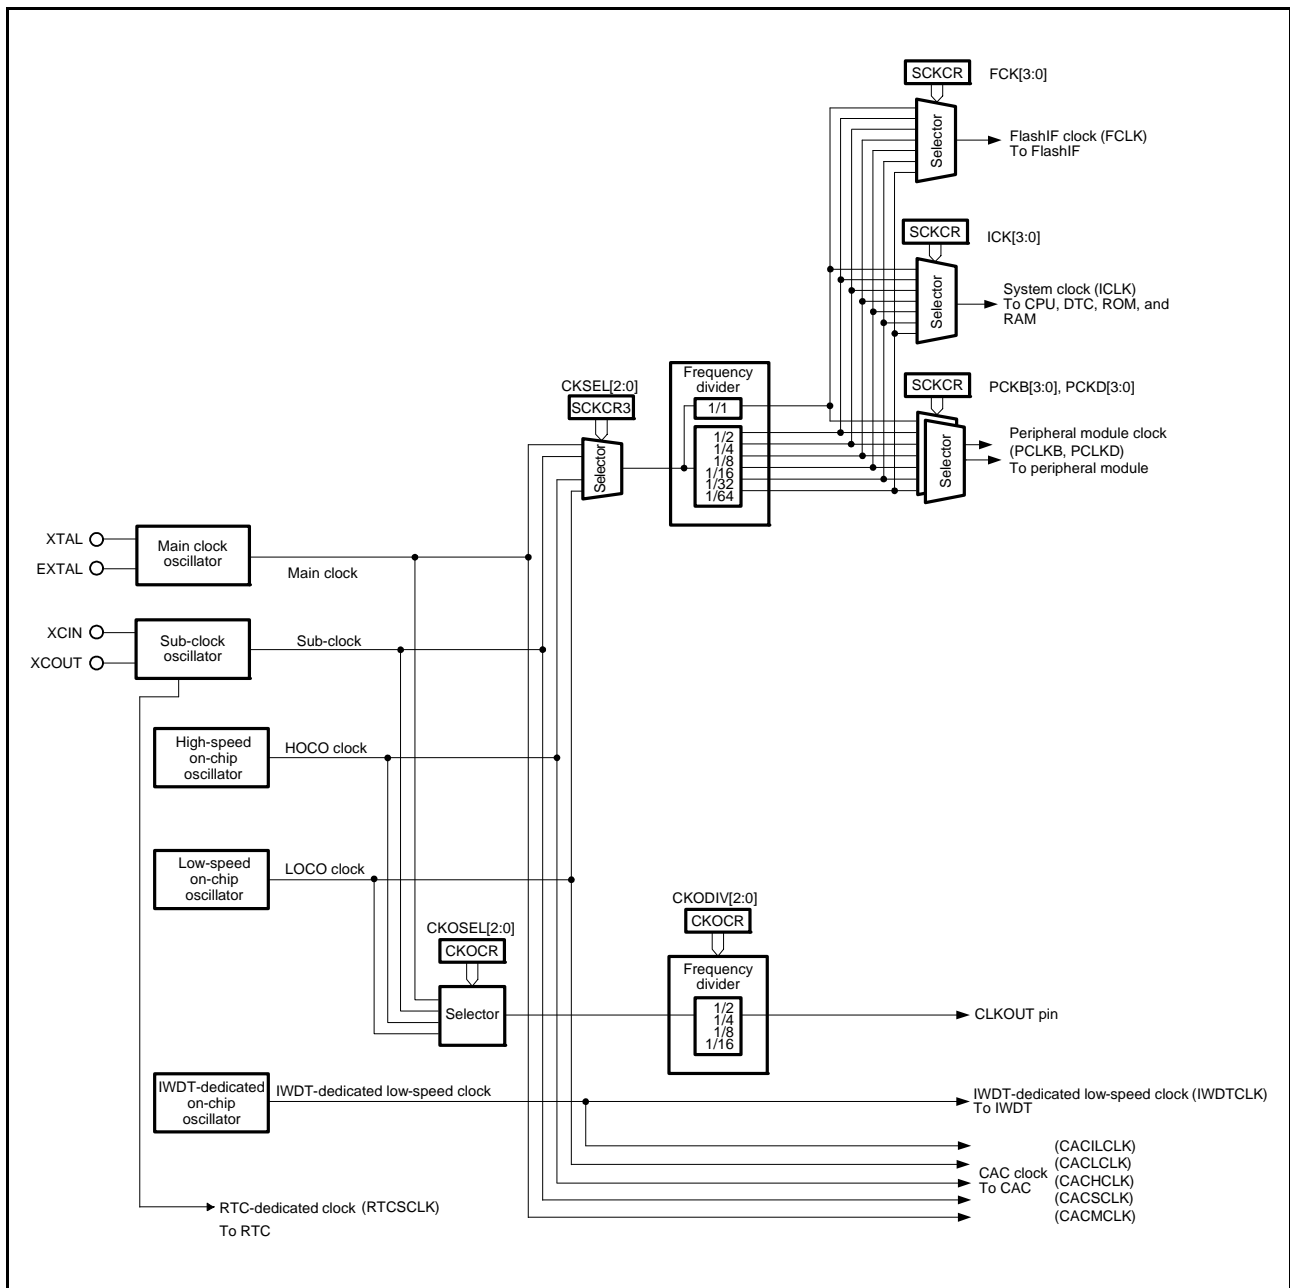 SCKCR
FCK[3:0]
Selector
FlashIF clock (FCLK)
To FlashIF
SCKCR
ICK[3:0]
Selector
System clock (ICLK)
To CPU, DTC, ROM, and
RAM
Frequency
divider
1/1
1/2
1/4
1/8
1/16
1/32
1/64
CKSEL[2:0]
SCKCR3
Selector
SCKCR
PCKB[3:0], PCKD[3:0]
Selector
Peripheral module clock
(PCLKB, PCLKD)
To peripheral module
XTAL
EXTAL
Main clock
oscillator
Main clock
XCIN
XCOUT
Sub-clock
oscillator
Sub-clock
High-speed
on-chip
oscillator
HOCO clock
Low-speed
on-chip
oscillator
LOCO clock
CKOSEL[2:0]
CKOCR
Selector
CKODIV[2:0]
CKOCR
Frequency
divider
1/2
1/4
1/8
1/16
CLKOUT pin
IWDT-dedicated
on-chip
oscillator
IWDT-dedicated low-speed clock
IWDT-dedicated low-speed clock (IWDTCLK)
To IWDT
CAC clock
To CAC
(CACILCLK)
(CACLCLK)
(CACHCLK)
(CACSCLK)
(CACMCLK)
RTC-dedicated clock (RTCSCLK)
To RTC